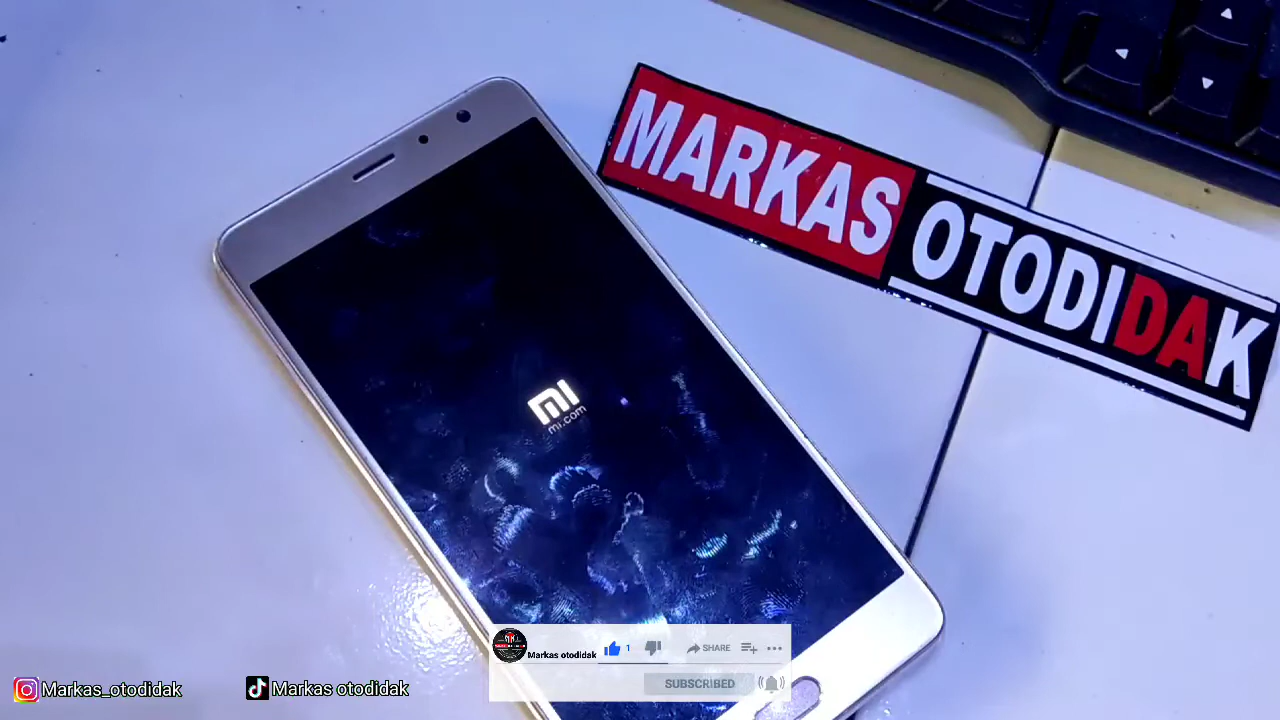 MARKAS OTODIDAK
mi
mi.com
Markas otodidak
1
SHARE
SUBSCRIBED
Markas_otodidak
Markas otodidak